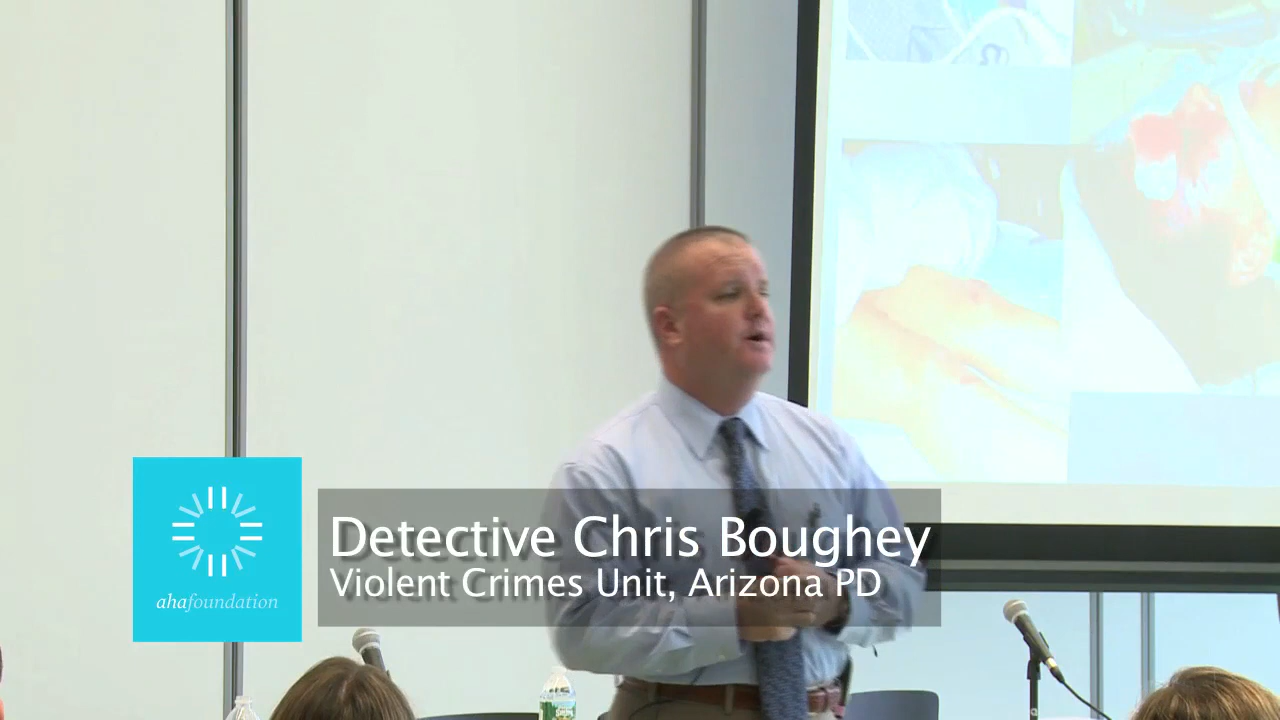 Detective Chris Boughey
Violent Crimes Unit, Arizona PD
ahafoundation